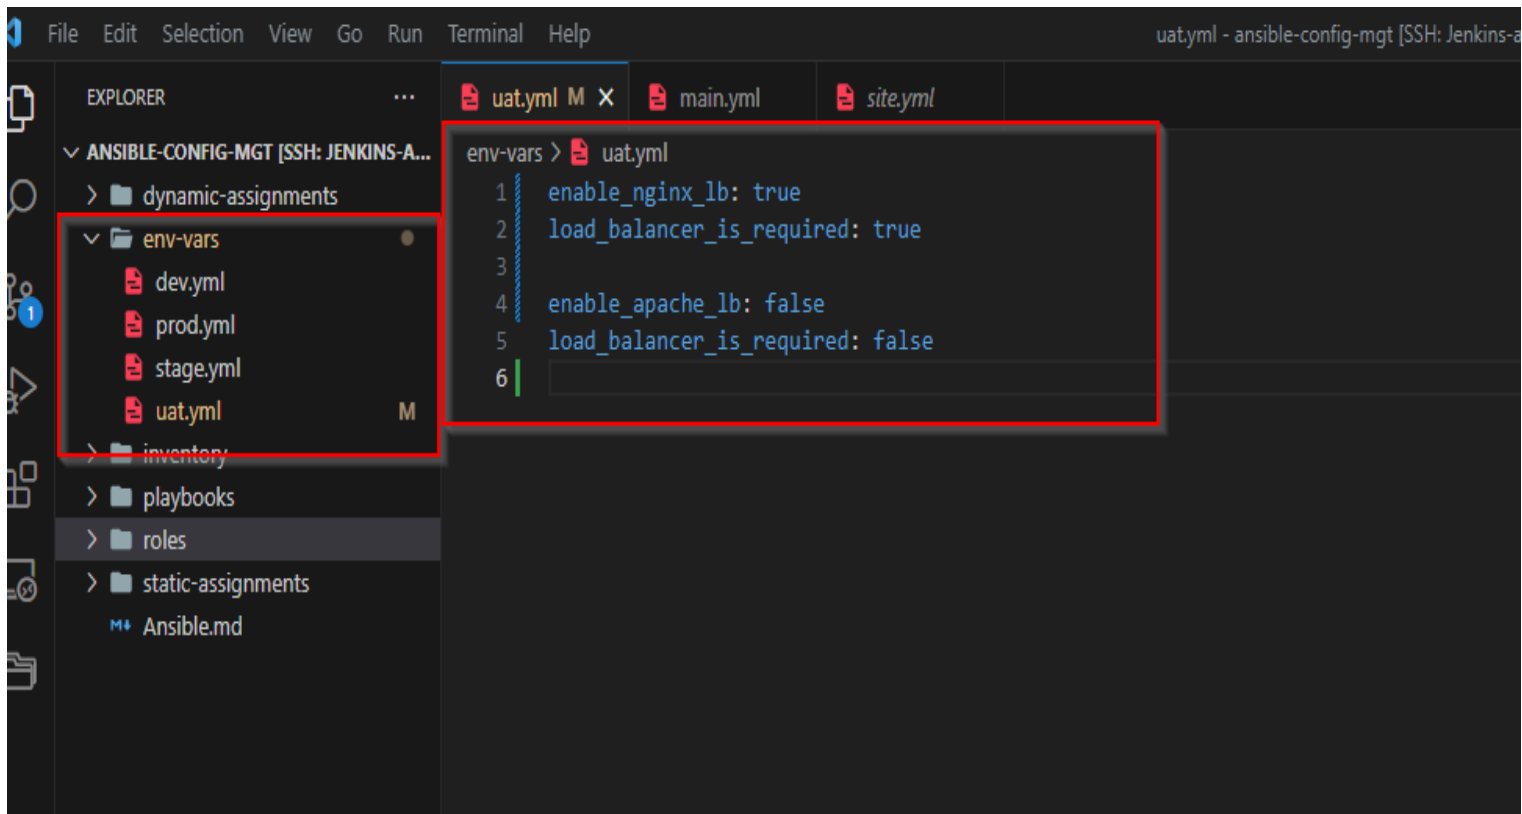 File Edit Selection View Go Run Terminal Help
uat.yml - ansible-config-mgt [SSH: Jenkins-a
EXPLORER ...
ANSIBLE-CONFIG-MGT [SSH: JENKINS-A...
dynamic-assignments
env-vars
dev.yml
prod.yml
stage.yml
uat.yml M
inventory
playbooks
roles
static-assignments
Ansible.md
1
uat.yml M
main.yml
site.yml
env-vars > uat.yml
1 enable_nginx_lb: true
2 load_balancer_is_required: true
3
4 enable_apache_lb: false
5 load_balancer_is_required: false
6